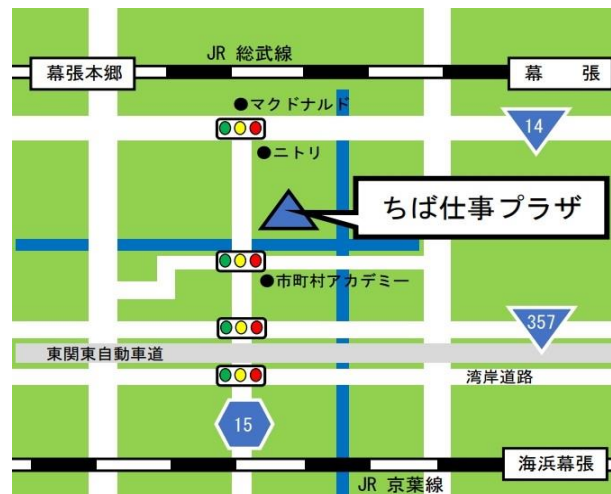 JR 総武線
幕張本郷
幕 張
マクドナルド
14
ニトリ
ちば仕事プラザ
市町村アカデミー
357
東関東自動車道
湾岸道路
15
海浜幕張
JR 京葉線